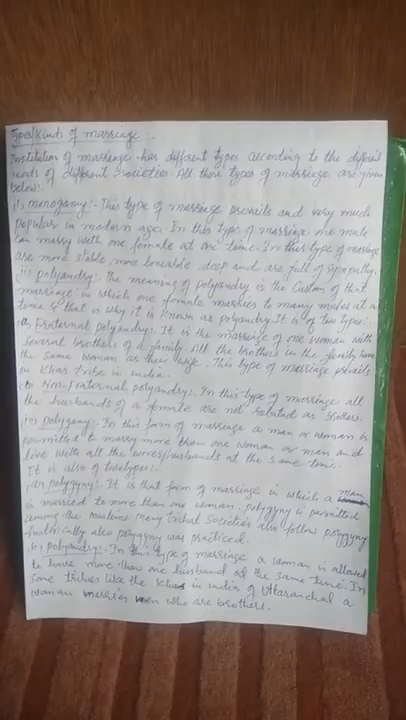 Types/Kinds of marriage:-
Institution of marriage has different types according to the different
needs of different societies. All these types of marriage are given
below:-
(i) monogamy:- This type of marriage prevails and very much
popular in modern age. In this type of marriage one male
can marry with one female at one time. In this type of marriage
are more stable, more loveable, deep and are full of sympathy.
(ii) polyandry:- The meaning of polyandry is the custom of that
marriage in which one female marries to many males at a
time & that is why it is known as polyandry. It is of two types:-
a) Fraternal polyandry:- It is the marriage of one woman with
several brothers of a family. All the brothers in the family have
the same woman as their wife. This type of marriage prevails
in Khas tribe in india.
b) Non-fraternal polyandry:- In this type of marriage all
the husbands of a female are not related as brothers.
(iii) polygamy:- In this form of marriage a man or woman is
permitted to marry more than one woman or man and
live with all the wives/husbands at the same time.
It is also of two types:-
a) polygyny:- It is that form of marriage in which a man
is married to more than one woman. polygyny is permitted
among the muslims. many tribal societies also follow polygyny
historically also polygyny was practiced.
b) polyandry:- In this type of marriage a woman is allowed
to have more than one husband at the same time. In
some tribes like the Khas in india of Uttaranchal a
woman marries men who are brothers.